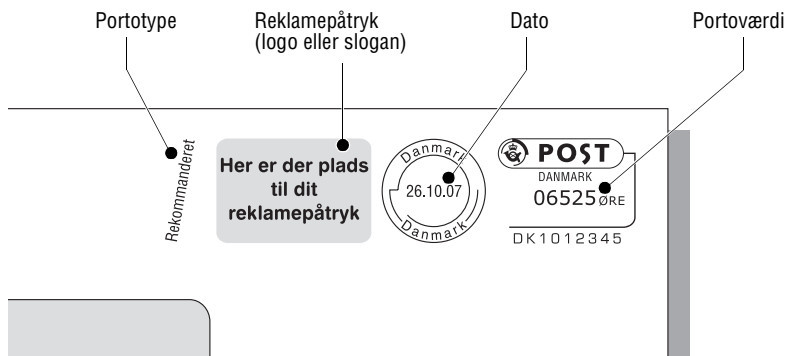 Portotype
Reklamepåtryk
(logo eller slogan)
Dato
Portoværdi
Rekommanderet
Her er der plads
til dit
reklamepåtryk
Danmark
26.10.07
Danmark
POST
DANMARK
06525 ØRE
DK1012345